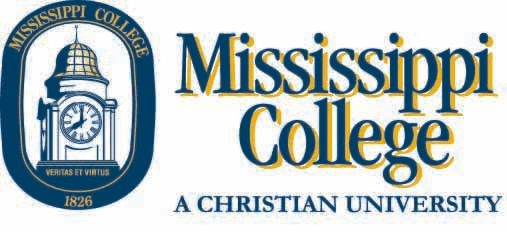 MISSISSIPPI COLLEGE
VERITAS ET VIRTUS
1826
Mississippi
College
A CHRISTIAN UNIVERSITY